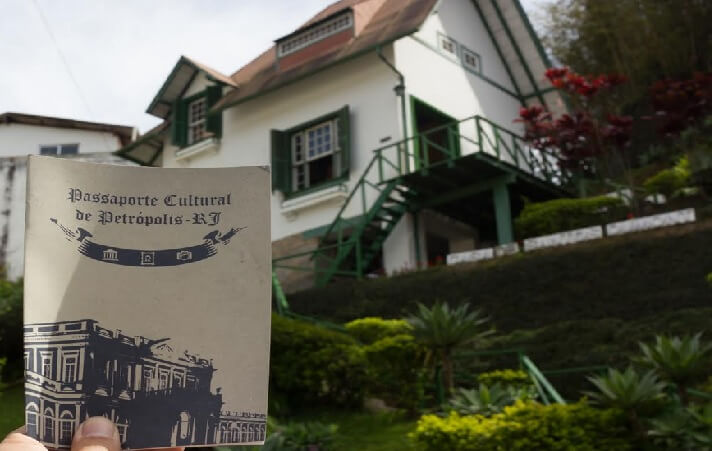 Passaporte Cultural
de Petrópolis-RJ